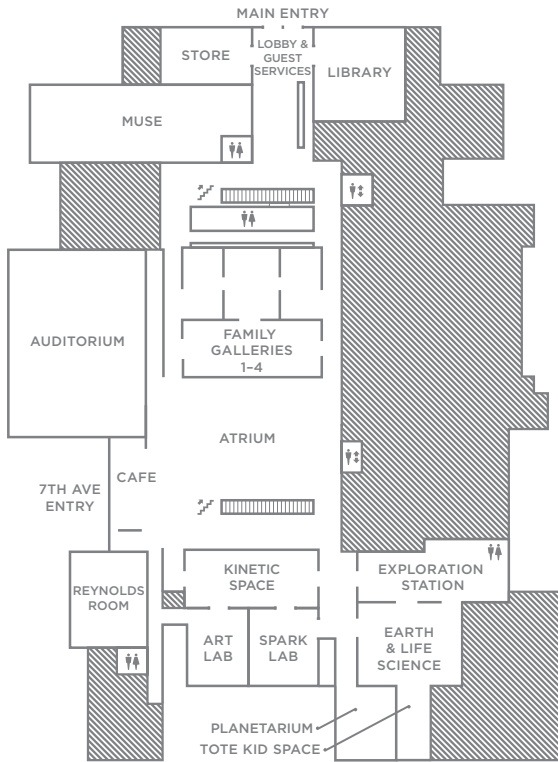 MAIN ENTRY
STORE
LOBBY &
GUEST
SERVICES
LIBRARY
MUSE
AUDITORIUM
FAMILY
GALLERIES
1–4
ATRIUM
CAFE
7TH AVE
ENTRY
KINETIC
SPACE
EXPLORATION
STATION
REYNOLDS
ROOM
ART
LAB
SPARK
LAB
EARTH
& LIFE
SCIENCE
PLANETARIUM
TOTE KID SPACE